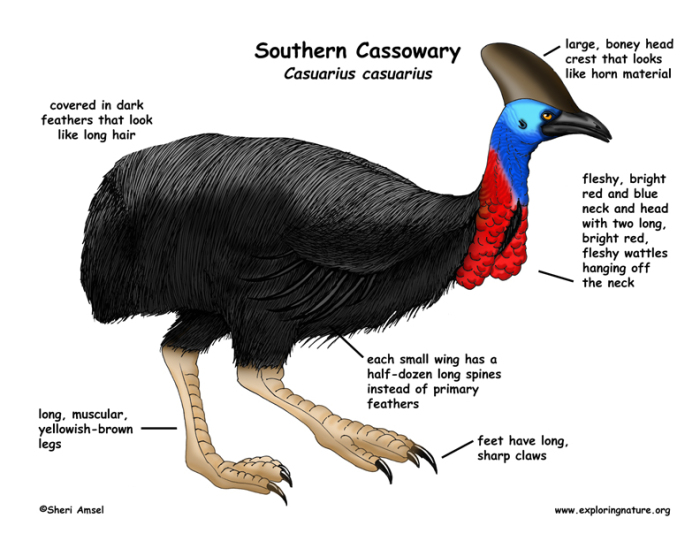 Southern Cassowary
Casuarius casuarius
large, boney head
crest that looks
like horn material
covered in dark
feathers that look
like long hair
fleshy, bright
red and blue
neck and head
with two long,
bright red,
fleshy wattles
hanging off
the neck
each small wing has a
half-dozen long spines
instead of primary
feathers
long, muscular,
yellowish-brown
legs
feet have long,
sharp claws
©Sheri Amsel
www.exploringnature.org